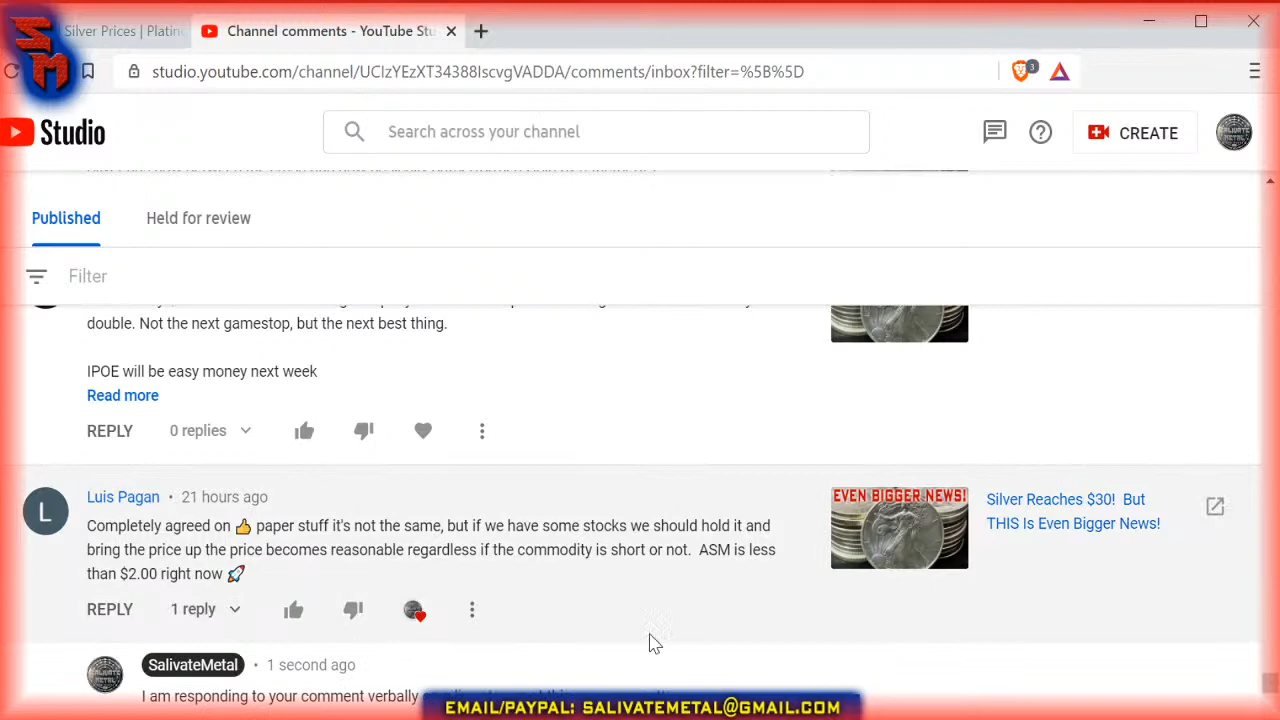 SM
Silver Prices | Platin
Channel comments - YouTube Stu
studio.youtube.com/channel/UCIzYEzXT34388IscvgVADDA/comments/inbox?filter=%5B%5D
3
Studio
Search across your channel
CREATE
Published
Held for review
Filter
double. Not the next gamestop, but the next best thing.
IPOE will be easy money next week
Read more
REPLY 0 replies
L
Luis Pagan • 21 hours ago
Completely agreed on 👍 paper stuff it's not the same, but if we have some stocks we should hold it and
bring the price up the price becomes reasonable regardless if the commodity is short or not. ASM is less
than $2.00 right now 🚀
EVEN BIGGER NEWS!
Silver Reaches $30! But
THIS Is Even Bigger News!
REPLY 1 reply
SalivateMetal • 1 second ago
I am responding to your comment verbally
EMAIL/PAYPAL: SALIVATEMETAL@GMAIL.COM